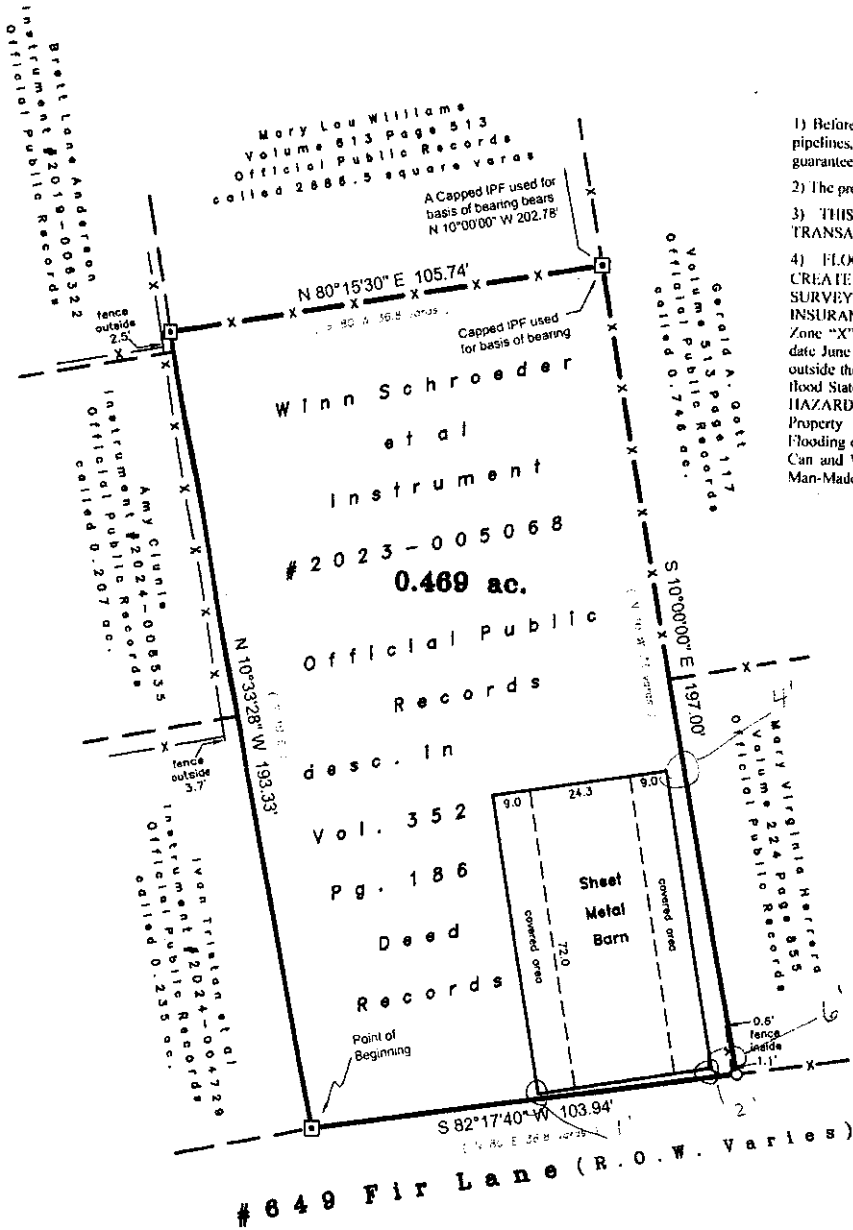 Brett Lane Anderson
Instrument #2019-006322
Official Public Records
Mary Lou Williams
Volume 613 Page 513
Official Public Records
called 2886.5 square varas
A Capped IPF used for
basis of bearing bears
N 10°00'00" W 202.78'
1) Before
pipelines,
guarantee
2) The pr
3) THIS
TRANSA
4) FLO
CREATE
SURVEY
INSURAN
Zone "X"
date June
outside th
flood Stat
HAZARD
Property
Flooding
Can and
Man-Made
N 80°15'30" E 105.74'
Capped IPF used
for basis of bearing
fence
outside
2.5'
Gerald A. Gott
Volume 513 page 117
Official Public Records
called 0.746 ac.
Winn Schroeder
et al
Instrument
#2023-005068
0.469 ac.
Official Public
Records
desc. in
Vol. 352
Pg. 186
Deed
Records
Amy Clunie
Instrument #2024-008535
Official Public Records
called 0.207 ac.
N 10°33'28" W 193.33'
S 10°00'00" E 197.00'
fence
outside
3.7'
4'
Ivan Tristan et al
Instrument #2024-004729
Official Public Records
called 0.235 ac.
Mary Virginia Herrera
Volume 224 Page 855
Official Public Records
9.0 24.3 9.0
Sheet
Metal
Barn
covered area
72.0
covered area
0.6'
fence
inside
1.1'
6'
Point of
Beginning
S 82°17'40" W 103.94'
1'
2'
#649 Fir Lane (R.O.W. Varies)